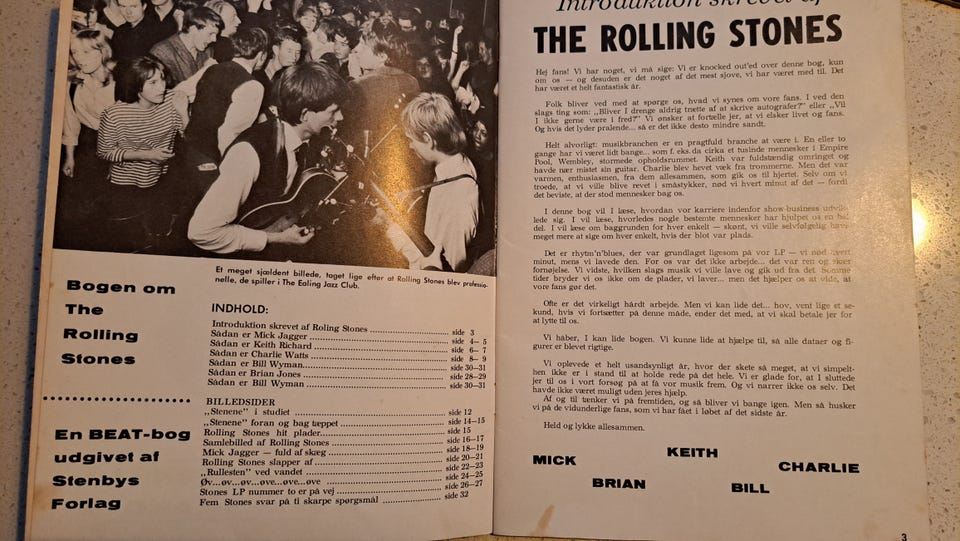 Et meget sjældent billede, taget lige efter at Rolling Stones blev professio-
nelle, de spiller i The Ealing Jazz Club.
Bogen om
The
Rolling
Stones
En BEAT-bog
udgivet af
Stenbys
Forlag
INDHOLD:
Introduktion skrevet af Roling Stones side 3
Sådan er Mick Jagger side 4— 5
Sådan er Keith Richard side 6— 7
Sådan er Charlie Watts side 8— 9
Sådan er Bill Wyman side 30—31
Sådan er Brian Jones side 28—29
Sådan er Bill Wyman side 30—31
BILLEDSIDER
„Stenene" i studiet side 12
„Stenene" foran og bag tæppet side 14—15
Rolling Stones hit plader side 15
Samlebilled af Rolling Stones side 16—17
Mick Jagger — fuld af skæg side 18—19
Rolling Stones slapper af side 20—21
„Rullesten" ved vandet side 22—23
Øv...øv...øv...øve...øve...øve side 24—25
Stones LP nummer to er på vej side 26—27
Fem Stones svar på ti skarpe spørgsmål side 32
Introduktion skrevet af
THE ROLLING STONES
Hej fans! Vi har noget, vi må sige: Vi er knocked out'ed over denne bog, kun
om os — og desuden er det noget af det mest sjove, vi har været med til. Det
har været et helt fantastisk år.
Folk bliver ved med at spørge os, hvad vi synes om vore fans. I ved den
slags ting som: „Bliver I drenge aldrig trætte af at skrive autografer?" eller „Vil
I ikke gerne være i fred?" Vi ønsker at fortælle jer, at vi elsker livet og fans.
Og hvis det lyder pralende... så er det ikke desto mindre sandt.
Helt alvorligt: musikbranchen er en pragtfuld branche at være i. En eller to
gange har vi været lidt bange... som f. eks. da cirka et tusinde mennesker i Empire
Pool, Wembley, stormede opholdsrummet. Keith var fuldstændig omringet og
havde nær mistet sin guitar. Charlie blev hevet væk fra trommerne. Men det var
varmen, enthusiasmen, fra dem allesammen, som gik os til hjertet. Selv om vi
troede, at vi ville blive revet i småstykker, nød vi hvert minut af det — fordi
det beviste, at der stod mennesker bag os.
I denne bog vil I læse, hvordan vor karriere indenfor show-business udvik-
lede sig. I vil læse, hvorledes nogle bestemte mennesker har hjulpet os en hel
del. I vil læse om baggrunden for hver enkelt — skønt, vi ville selvfølgelig have
meget mere at sige om hver enkelt, hvis der blot var plads.
Det er rhytm'n'blues, der var grundlaget ligesom på vor LP — vi nød hvert
minut, mens vi lavede den. For os var det ikke arbejde... det var ren og skær
fornøjelse. Vi vidste, hvilken slags musik vi ville lave og gik ud fra det. Somme
tider bryder vi os ikke om de plader, vi laver... men det hjælper os at vide, at
vore fans gør det.
Ofte er det virkeligt hårdt arbejde. Men vi kan lide det... hov, vent lige et se-
kund, hvis vi fortsætter på denne måde, ender det med, at vi skal betale jer for
at lytte til os.
Vi håber, I kan lide bogen. Vi kunne lide at hjælpe til, så alle dataer og fi-
gurer er blevet rigtige.
Vi oplevede et helt usandsynligt år, hvor der skete så meget, at vi simpelt-
hen ikke er i stand til at holde rede på det hele. Vi er glade for, at I sluttede
jer til os i vort forsøg på at få vor musik frem. Og vi narrer ikke os selv. Det
havde ikke været muligt uden jeres hjælp.
Af og til tænker vi på fremtiden, og så bliver vi bange igen. Men så husker
vi på de vidunderlige fans, som vi har fået i løbet af det sidste år.
Held og lykke allesammen.
MICK
KEITH
CHARLIE
BRIAN
BILL
3